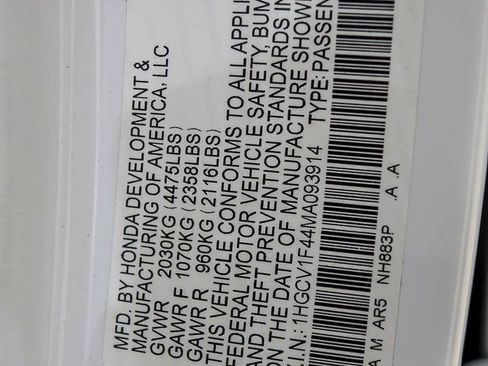 MFD. BY HONDA DEVELOPMENT &
MANUFACTURING OF AMERICA, LLC
GVWR 2030KG (4475LBS)
GAWR F 1070KG (2358LBS)
GAWR R 960KG (2116LBS)
THIS VEHICLE CONFORMS TO ALL APPLI
FEDERAL MOTOR VEHICLE SAFETY, BUM
AND THEFT PREVENTION STANDARDS IN
ON THE DATE OF MANUFACTURE SHOWN
V.I.N.: 1HGCV1F44MA093914 TYPE: PASSEN
A M AR5 NH883P .A .A